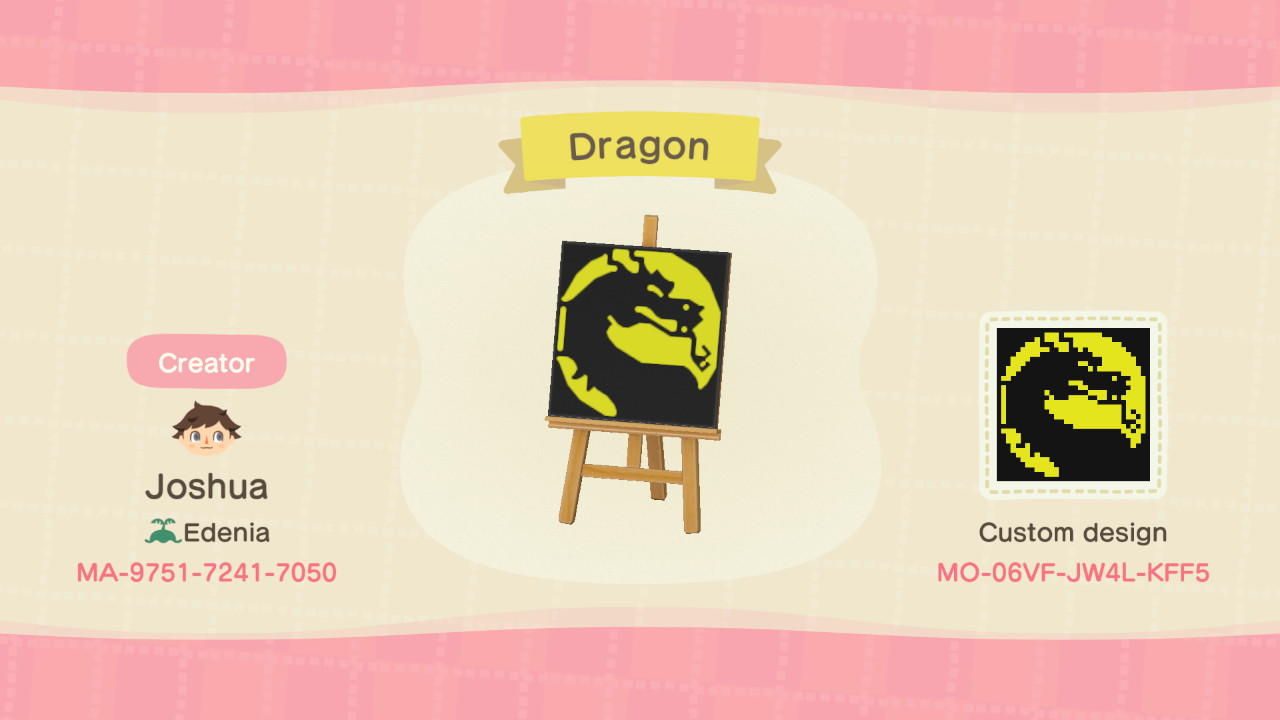 Dragon
Creator
Joshua
Edenia
MA-9751-7241-7050
Custom design
MO-06VF-JW4L-KFF5